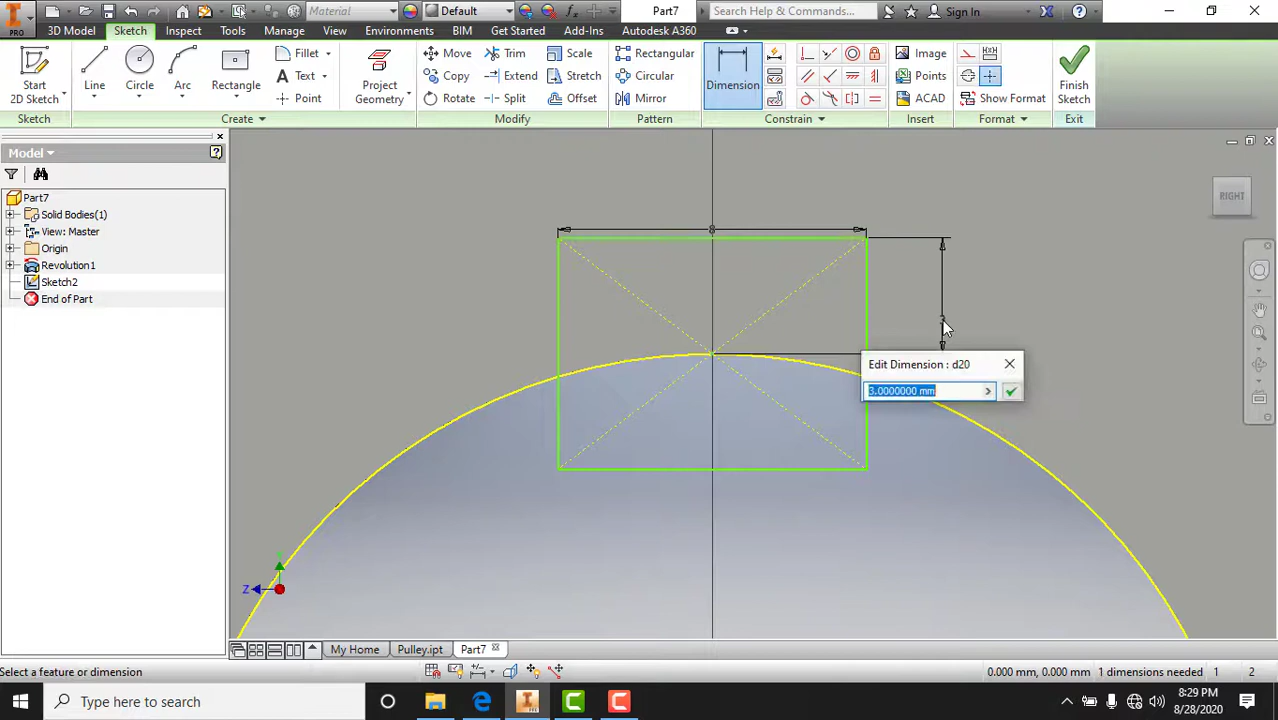 PRO
Material
Default
Part7
Search Help & Commands...
Sign In
3D Model
Sketch
Inspect
Tools
Manage
View
Environments
BIM
Get Started
Add-Ins
Autodesk A360
Start
2D Sketch
Line
Circle
Arc
Rectangle
Fillet
Text
Point
Project
Geometry
Move
Copy
Rotate
Trim
Extend
Split
Scale
Stretch
Offset
Rectangular
Circular
Mirror
Dimension
Image
Points
ACAD
Show Format
Finish
Sketch
Sketch
Create
Modify
Pattern
Constrain
Insert
Format
Exit
Model
Part7
Solid Bodies(1)
View: Master
Origin
Revolution1
Sketch2
End of Part
RIGHT
8
Edit Dimension : d20
3.0000000 mm
Z
My Home
Pulley.ipt
Part7
Select a feature or dimension
0.000 mm, 0.000 mm
1 dimensions needed
1
2
Type here to search
8:29 PM
8/28/2020